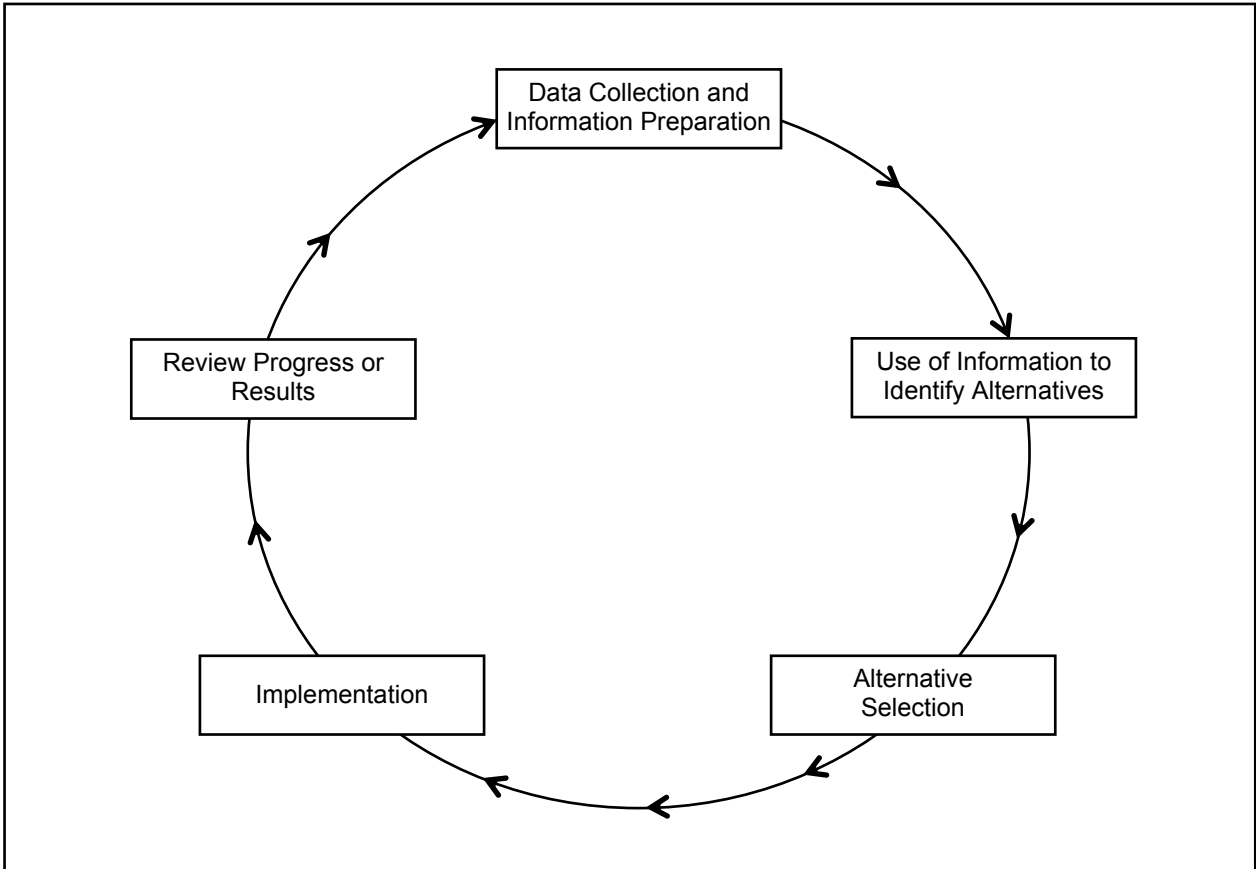 Data Collection and
Information Preparation
Use of Information to
Identify Alternatives
Alternative
Selection
Implementation
Review Progress or
Results